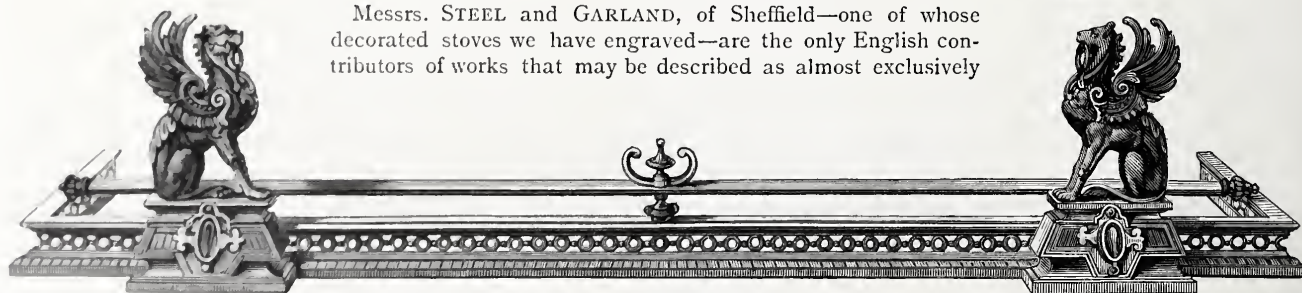 Messrs. STEEL and GARLAND, of Sheffield—one of whose
decorated stoves we have engraved—are the only English con-
tributors of works that may be described as almost exclusively